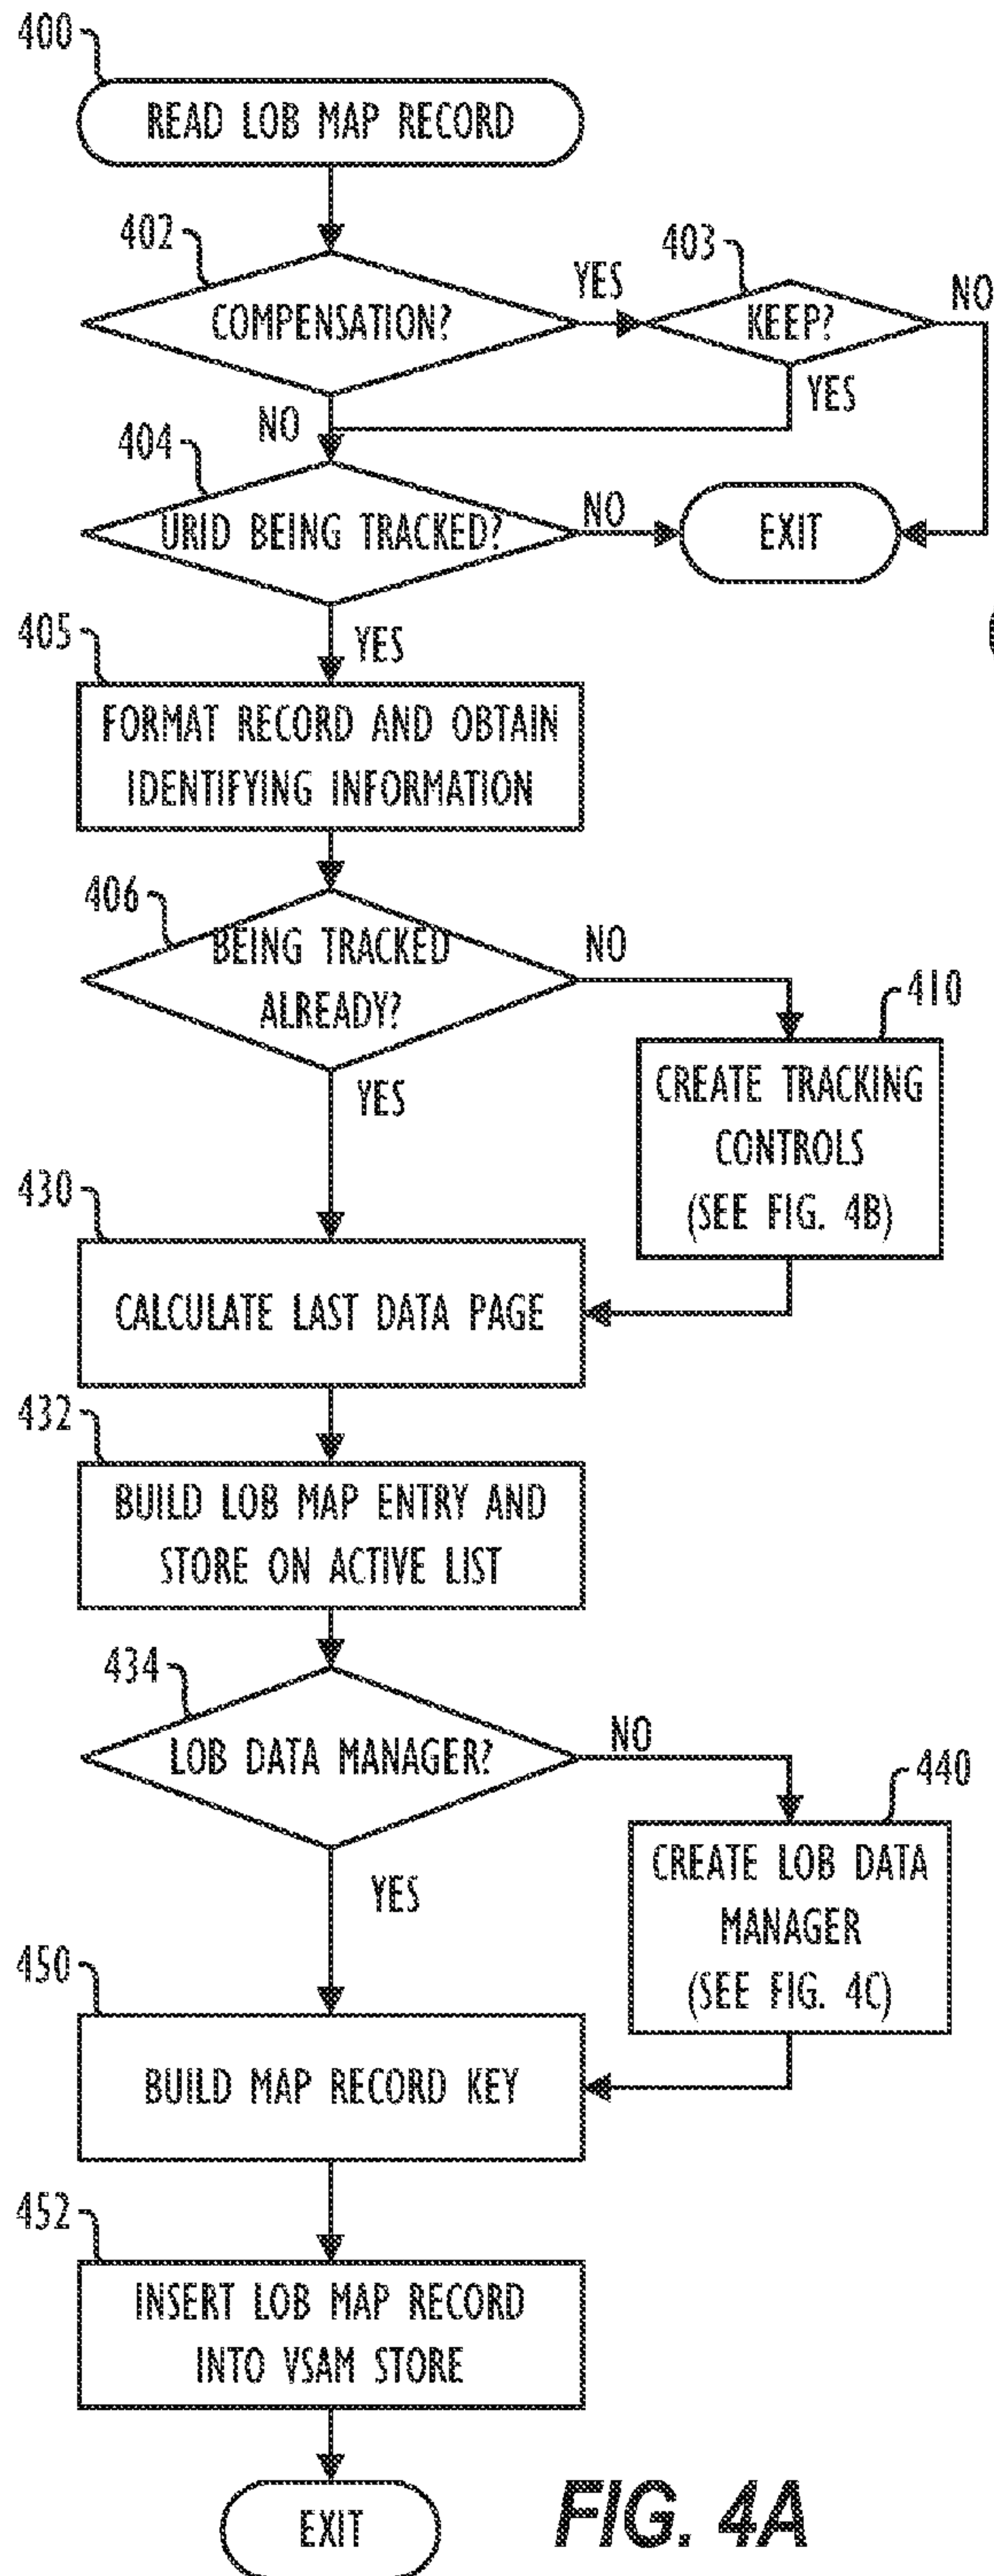 400
READ LOB MAP RECORD
402
COMPENSATION?
YES
403
KEEP?
NO
YES
NO
404
URID BEING TRACKED?
NO
EXIT
405
YES
FORMAT RECORD AND OBTAIN
IDENTIFYING INFORMATION
406
BEING TRACKED
ALREADY?
NO
410
YES
CREATE TRACKING
CONTROLS
(SEE FIG. 4B)
430
CALCULATE LAST DATA PAGE
432
BUILD LOB MAP ENTRY AND
STORE ON ACTIVE LIST
434
LOB DATA MANAGER?
NO
440
YES
CREATE LOB DATA
MANAGER
(SEE FIG. 4C)
450
BUILD MAP RECORD KEY
452
INSERT LOB MAP RECORD
INTO VSAM STORE
EXIT
FIG. 4A